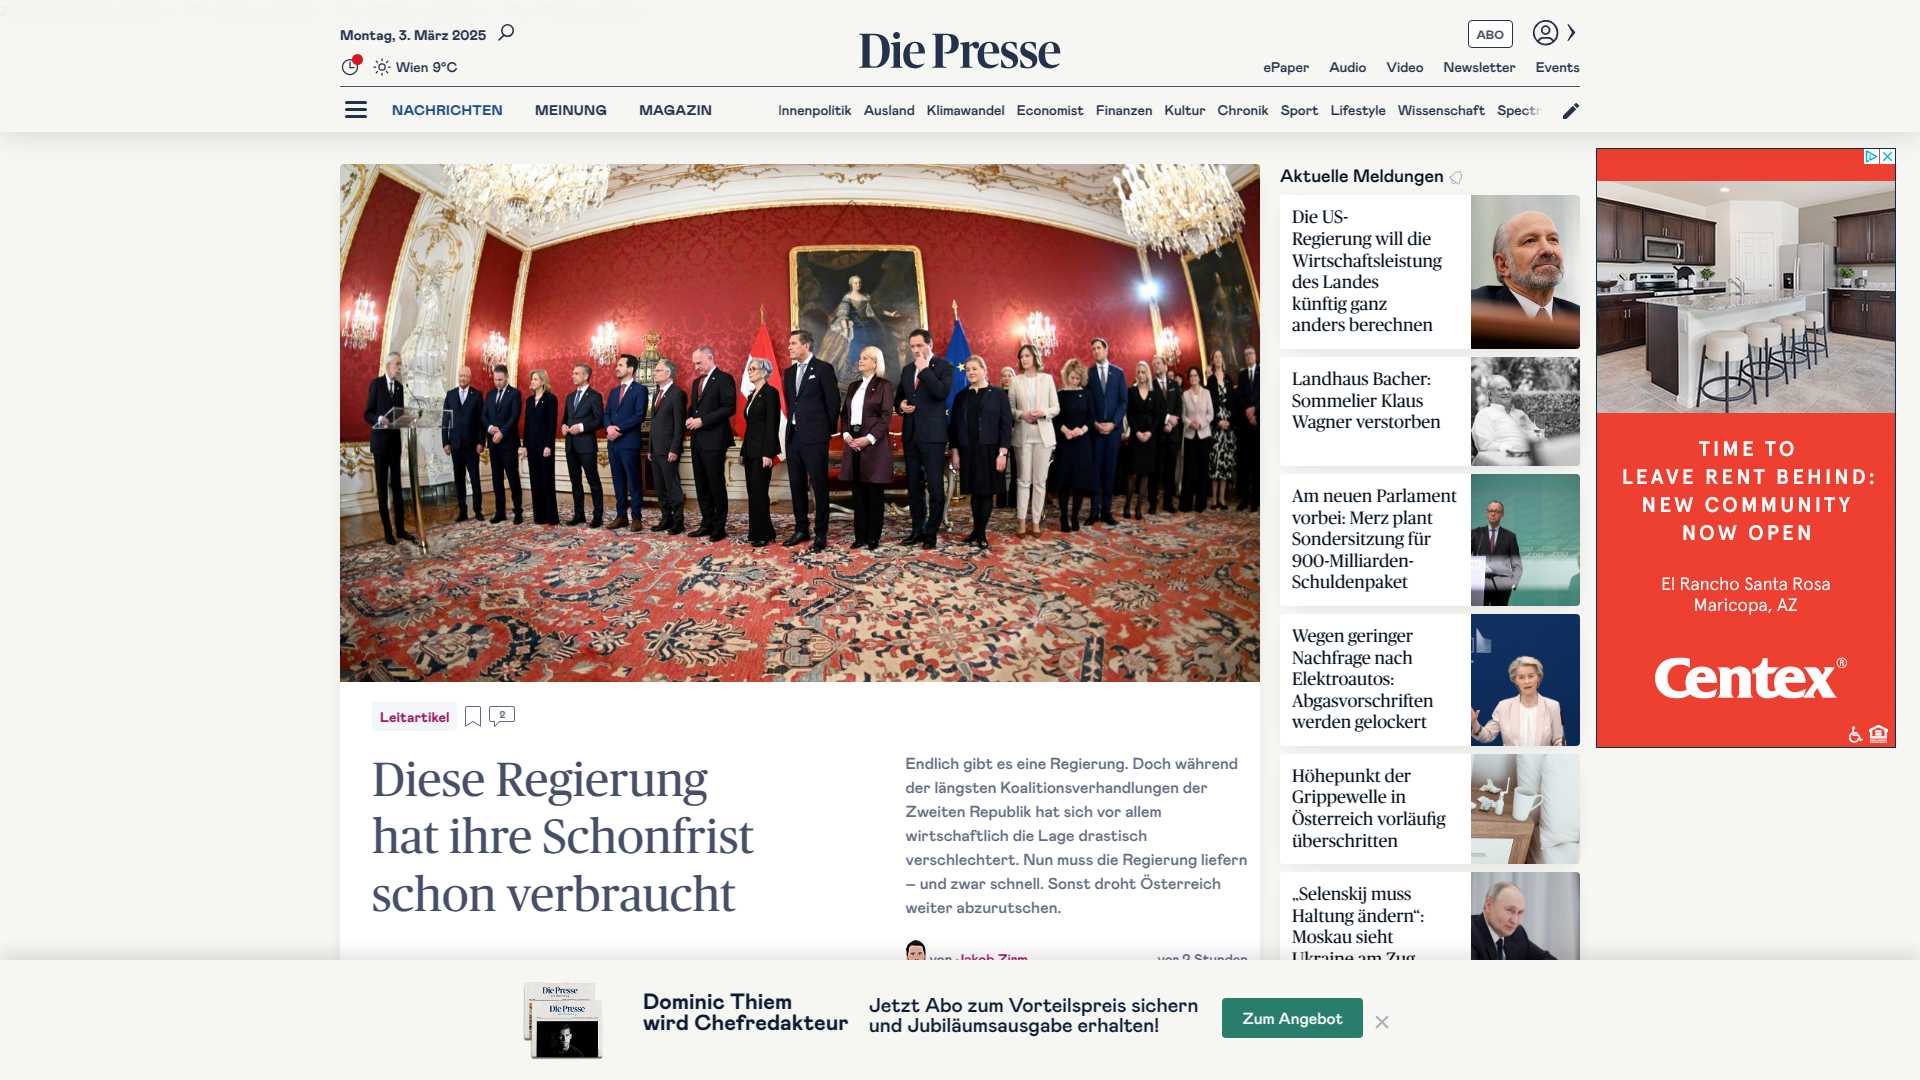 Montag, 3. März 2025
Die Presse
ABO
Wien 9°C
ePaper Audio Video Newsletter Events
NACHRICHTEN MEINUNG MAGAZIN
Innenpolitik Ausland Klimawandel Economist Finanzen Kultur Chronik Sport Lifestyle Wissenschaft Spectr
Leitartikel
2
Diese Regierung
hat ihre Schonfrist
schon verbraucht
Endlich gibt es eine Regierung. Doch während
der längsten Koalitionsverhandlungen der
Zweiten Republik hat sich vor allem
wirtschaftlich die Lage drastisch
verschlechtert. Nun muss die Regierung liefern
– und zwar schnell. Sonst droht Österreich
weiter abzurutschen.
von Jakob Zirm
vor 2 Stunden
Aktuelle Meldungen
Die US-
Regierung will die
Wirtschaftsleistung
des Landes
künftig ganz
anders berechnen
Landhaus Bacher:
Sommelier Klaus
Wagner verstorben
Am neuen Parlament
vorbei: Merz plant
Sondersitzung für
900-Milliarden-
Schuldenpaket
Wegen geringer
Nachfrage nach
Elektroautos:
Abgasvorschriften
werden gelockert
Höhepunkt der
Grippewelle in
Österreich vorläufig
überschritten
„Selenskij muss
Haltung ändern“:
Moskau sieht
Ukraine am Zug
TIME TO
LEAVE RENT BEHIND:
NEW COMMUNITY
NOW OPEN
El Rancho Santa Rosa
Maricopa, AZ
Centex®
Die Presse
Die Presse
Dominic Thiem
wird Chefredakteur
Jetzt Abo zum Vorteilspreis sichern
und Jubiläumsausgabe erhalten!
Zum Angebot